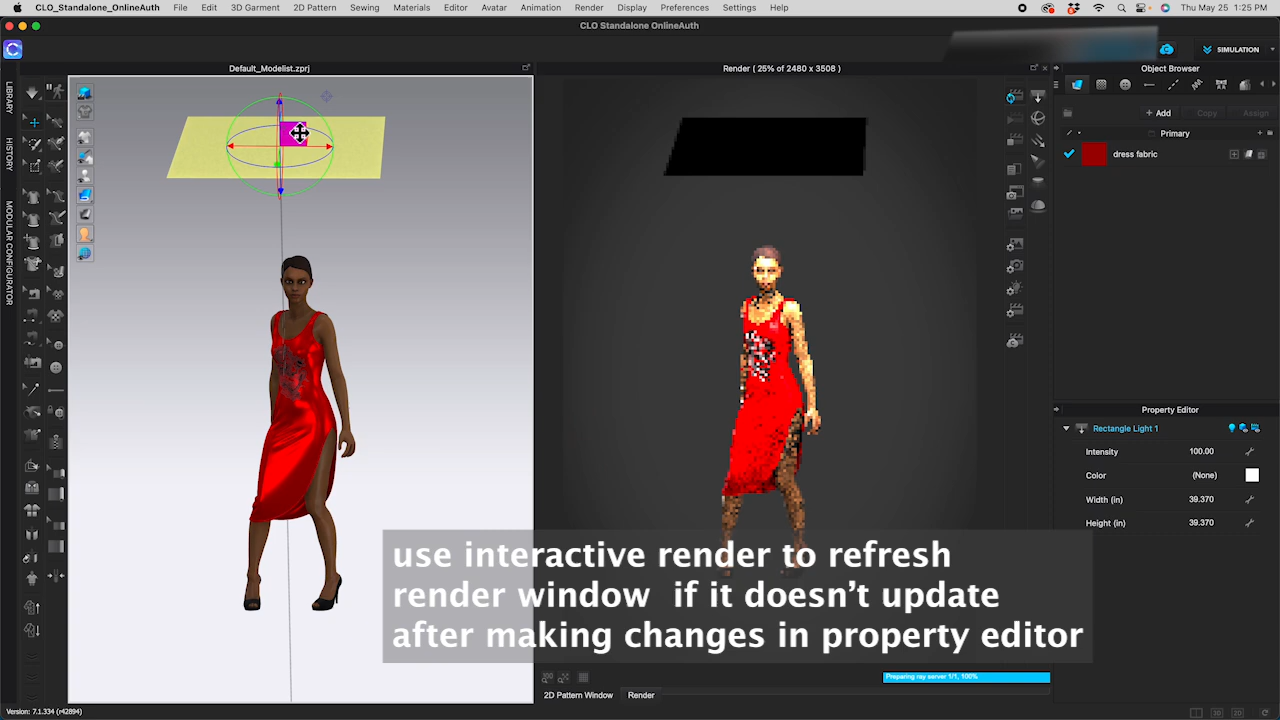 CLO_Standalone_OnlineAuth File Edit 3D Garment 2D Pattern Sewing Materials Editor Avatar Animation Render Display Preferences Settings Help Thu May 25 1:25 PM
CLO Standalone OnlineAuth
SIMULATION
Default_Modelist.zprj
Render ( 25% of 2480 x 3508 )
Object Browser
LIBRARY
HISTORY
MODULAR CONFIGURATOR
+ Add Copy Assign
Primary
dress fabric
Property Editor
Rectangle Light 1
Intensity 100.00
Color (None)
Width (in) 39.370
Height (in) 39.370
use interactive render to refresh
render window if it doesn't update
after making changes in property editor
Preparing ray server 1/1, 100%
2D Pattern Window Render
Version: 7.1.334 (r42894)